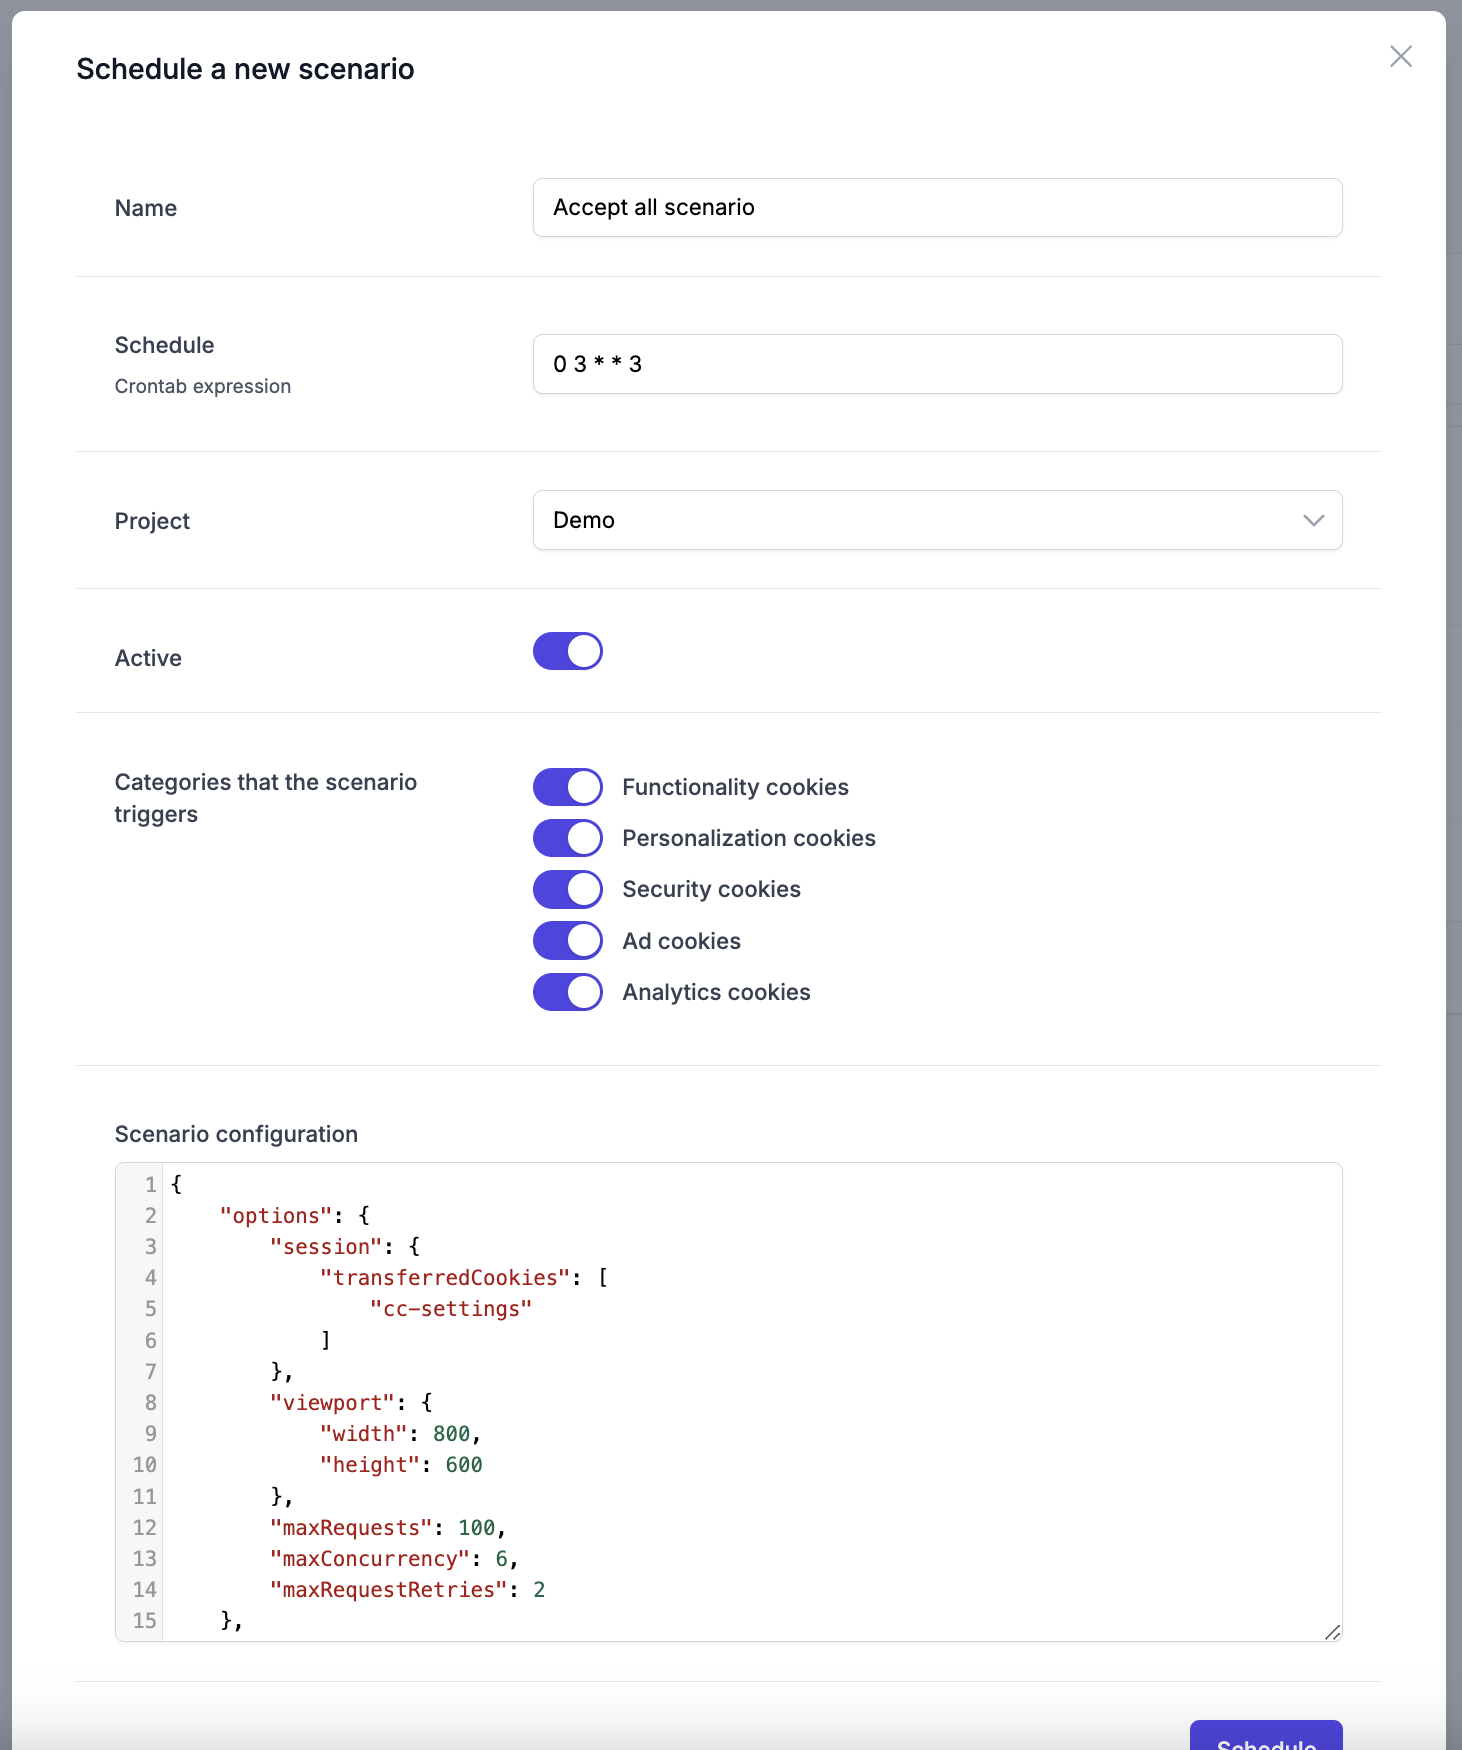 Schedule a new scenario
Name
Accept all scenario
Schedule
Crontab expression
0 3 * * 3
Project
Demo
Active
Categories that the scenario
triggers
Functionality cookies
Personalization cookies
Security cookies
Ad cookies
Analytics cookies
Scenario configuration
1 {
2     "options": {
3         "session": {
4             "transferredCookies": [
5                 "cc-settings"
6             ]
7         },
8         "viewport": {
9             "width": 800,
10             "height": 600
11         },
12         "maxRequests": 100,
13         "maxConcurrency": 6,
14         "maxRequestRetries": 2
15     },
Schedule